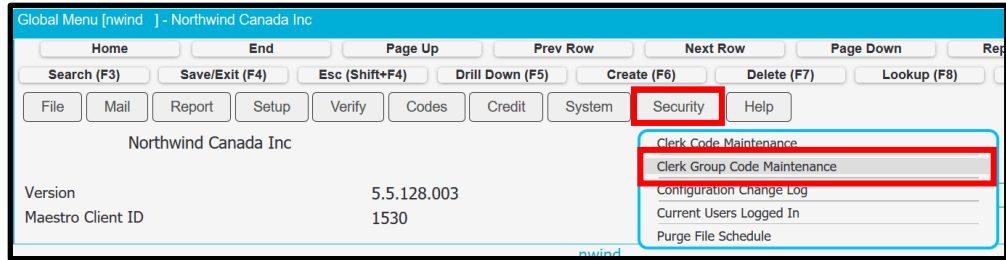 Global Menu [nwind   ] - Northwind Canada Inc
Home End Page Up Prev Row Next Row Page Down
Search (F3) Save/Exit (F4) Esc (Shift+F4) Drill Down (F5) Create (F6) Delete (F7) Lookup (F8)
File Mail Report Setup Verify Codes Credit System Security Help
Northwind Canada Inc
Clerk Code Maintenance
Clerk Group Code Maintenance
Configuration Change Log
Version 5.5.128.003
Current Users Logged In
Maestro Client ID 1530
Purge File Schedule
nwind